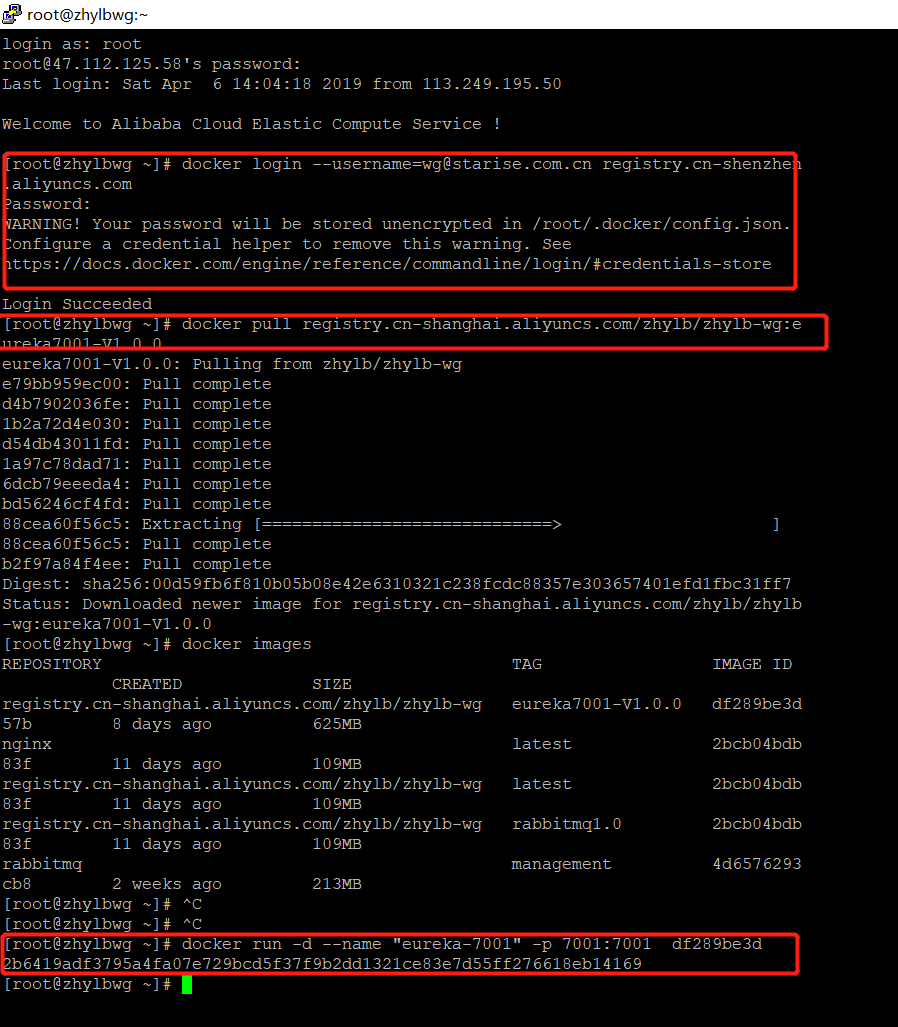 root@zhylbwg:~
login as: root
root@47.112.125.58's password:
Last login: Sat Apr  6 14:04:18 2019 from 113.249.195.50
Welcome to Alibaba Cloud Elastic Compute Service !
[root@zhylbwg ~]# docker login --username=wg@starise.com.cn registry.cn-shenzhen
.aliyuncs.com
Password:
WARNING! Your password will be stored unencrypted in /root/.docker/config.json.
Configure a credential helper to remove this warning. See
https://docs.docker.com/engine/reference/commandline/login/#credentials-store
Login Succeeded
[root@zhylbwg ~]# docker pull registry.cn-shanghai.aliyuncs.com/zhylb/zhylb-wg:e
ureka7001-V1.0.0
eureka7001-V1.0.0: Pulling from zhylb/zhylb-wg
e79bb959ec00: Pull complete
d4b7902036fe: Pull complete
1b2a72d4e030: Pull complete
d54db43011fd: Pull complete
1a97c78dad71: Pull complete
6dcb79eeeda4: Pull complete
bd56246cf4fd: Pull complete
88cea60f56c5: Extracting [=============================>                     ]
88cea60f56c5: Pull complete
b2f97a84f4ee: Pull complete
Digest: sha256:00d59fb6f810b05b08e42e6310321c238fcdc88357e303657401efd1fbc31ff7
Status: Downloaded newer image for registry.cn-shanghai.aliyuncs.com/zhylb/zhylb
-wg:eureka7001-V1.0.0
[root@zhylbwg ~]# docker images
REPOSITORY                                         TAG                 IMAGE ID
           CREATED             SIZE
registry.cn-shanghai.aliyuncs.com/zhylb/zhylb-wg   eureka7001-V1.0.0   df289be3d
57b        8 days ago          625MB
nginx                                              latest              2bcb04bdb
83f        11 days ago         109MB
registry.cn-shanghai.aliyuncs.com/zhylb/zhylb-wg   latest              2bcb04bdb
83f        11 days ago         109MB
registry.cn-shanghai.aliyuncs.com/zhylb/zhylb-wg   rabbitmq1.0         2bcb04bdb
83f        11 days ago         109MB
rabbitmq                                           management          4d6576293
cb8        2 weeks ago         213MB
[root@zhylbwg ~]# ^C
[root@zhylbwg ~]# ^C
[root@zhylbwg ~]# docker run -d --name "eureka-7001" -p 7001:7001  df289be3d
2b6419adf3795a4fa07e729bcd5f37f9b2dd1321ce83e7d55ff276618eb14169
[root@zhylbwg ~]#